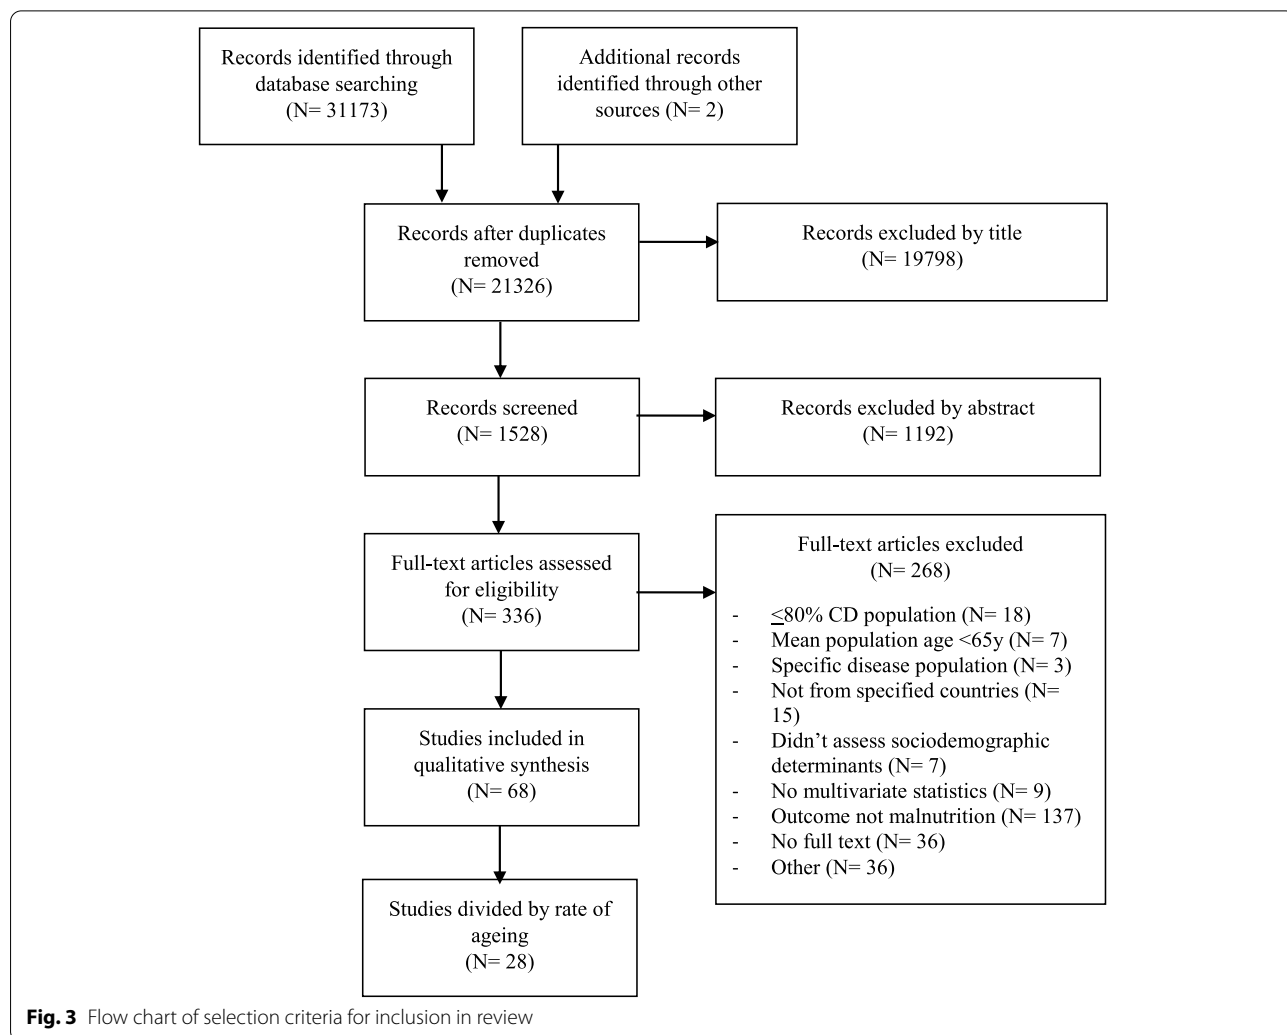 Records identified through
database searching
(N= 31173)
Additional records
identified through other
sources (N= 2)
Records after duplicates
removed
(N= 21326)
Records excluded by title
(N= 19798)
Records screened
(N= 1528)
Records excluded by abstract
(N= 1192)
Full-text articles assessed
for eligibility
(N= 336)
Full-text articles excluded
(N= 268)
- ≤80% CD population (N= 18)
- Mean population age <65y (N= 7)
- Specific disease population (N= 3)
- Not from specified countries (N=
15)
- Didn't assess sociodemographic
determinants (N= 7)
- No multivariate statistics (N= 9)
- Outcome not malnutrition (N= 137)
- No full text (N= 36)
- Other (N= 36)
Studies included in
qualitative synthesis
(N= 68)
Studies divided by rate of
ageing
(N= 28)
Fig. 3 Flow chart of selection criteria for inclusion in review